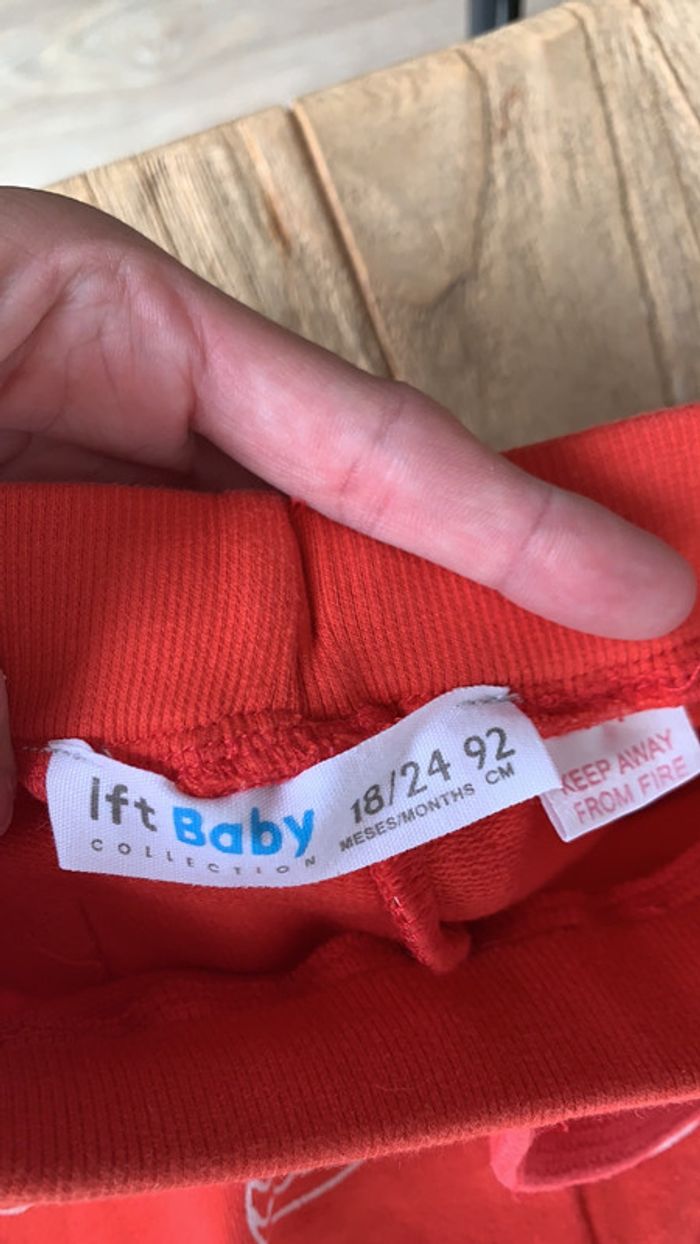 lft Baby
COLLECTION
18/24 92
MESES/MONTHS CM
KEEP AWAY
FROM FIRE